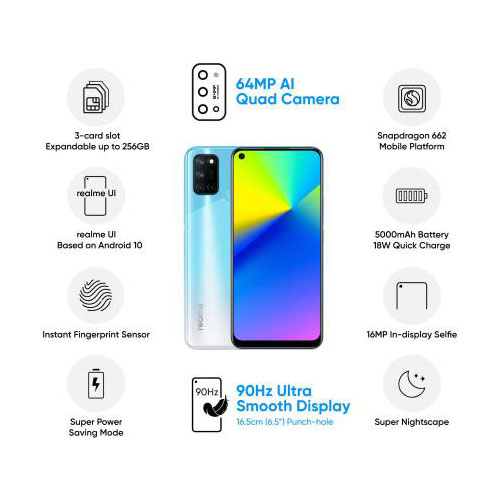 64MP AI
Quad Camera
3-card slot
Expandable up to 256GB
Snapdragon 662
Mobile Platform
realme UI
realme UI
Based on Android 10
5000mAh Battery
18W Quick Charge
realme
Instant Fingerprint Sensor
16MP In-display Selfie
90Hz
90Hz Ultra
Smooth Display
16.5cm (6.5") Punch-hole
Super Power
Saving Mode
Super Nightscape